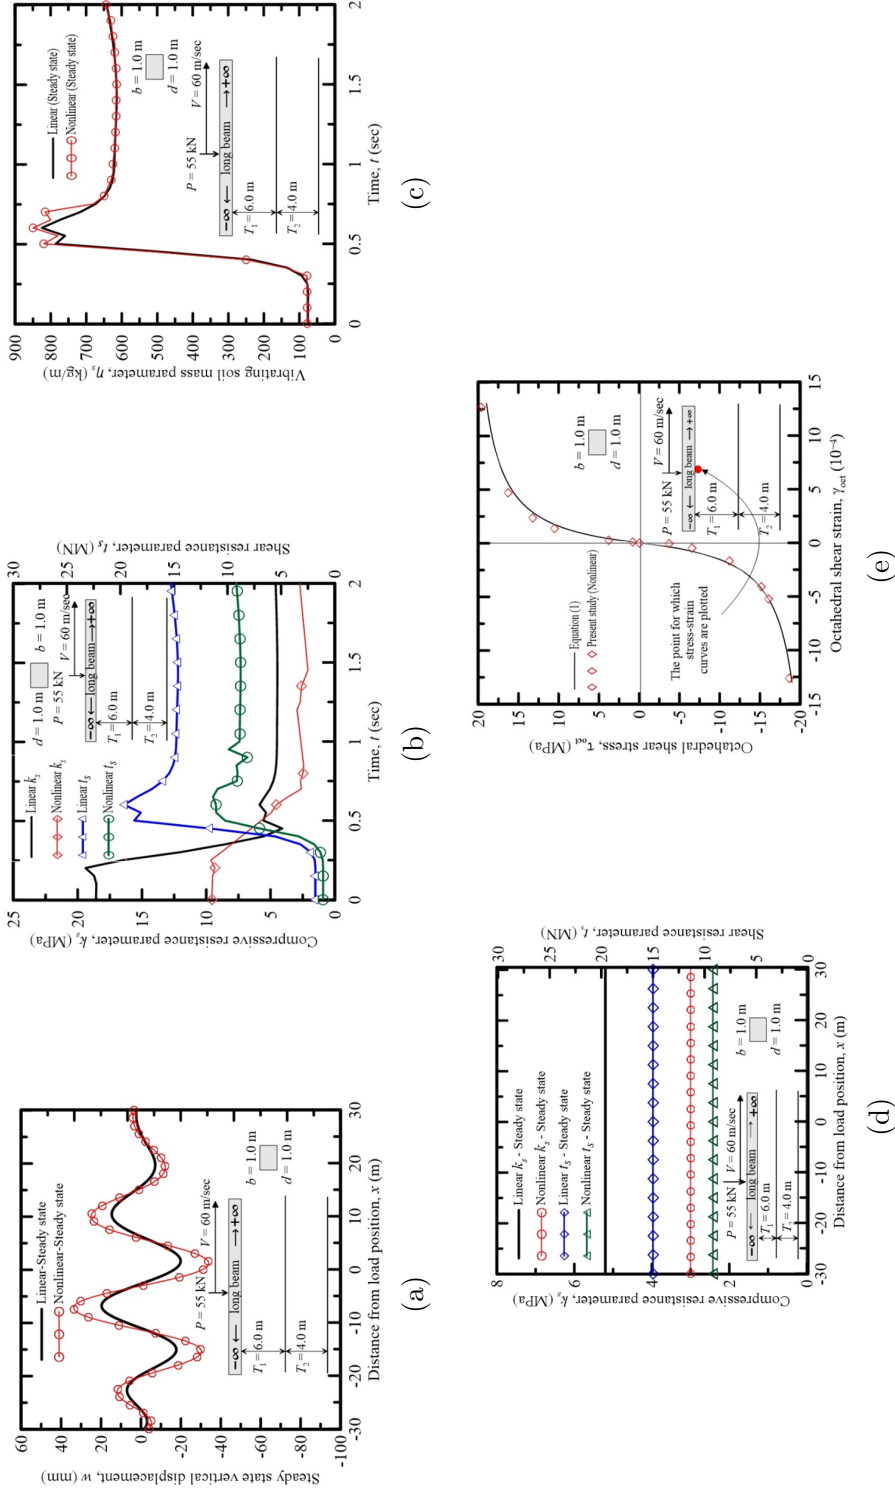 60
40
20
0
-20
-40
-60
-80
-100
Steady state vertical displacement, w (mm)
-30
-20
-10
0
10
20
30
Distance from load position, x (m)
Linear-Steady state
Nonlinear-Steady state
P = 55 kN
V = 60 m/sec
b = 1.0 m
d = 1.0 m
-∞ ← long beam → +∞
T1 = 6.0 m
T2 = 4.0 m
(a)
25
20
15
10
5
0
Compressive resistance parameter, ks (MPa)
0
0.5
1
1.5
2
Time, t (sec)
30
25
20
15
10
5
0
Shear resistance parameter, ts (MN)
Linear ks
Nonlinear ks
Linear ts
Nonlinear ts
d = 1.0 m
b = 1.0 m
P = 55 kN
V = 60 m/sec
-∞ ← long beam → +∞
T1 = 6.0 m
T2 = 4.0 m
(b)
900
800
700
600
500
400
300
200
100
Vibrating soil mass parameter, ηs (kg/m)
0
0.5
1
1.5
2
Time, t (sec)
Linear (Steady state)
Nonlinear (Steady state)
b = 1.0 m
d = 1.0 m
P = 55 kN
V = 60 m/sec
-∞ ← long beam → +∞
T1 = 6.0 m
T2 = 4.0 m
(c)
8
6
4
2
0
Compressive resistance parameter, ks (MPa)
-30
-20
-10
0
10
20
30
Distance from load position, x (m)
30
25
20
15
10
5
0
Shear resistance parameter, ts (MN)
Linear ks - Steady state
Nonlinear ks - Steady state
Linear ts - Steady state
Nonlinear ts - Steady state
P = 55 kN
V = 60 m/sec
b = 1.0 m
d = 1.0 m
-∞ ← long beam → +∞
T1 = 6.0 m
T2 = 4.0 m
(d)
20
15
10
5
0
-5
-10
-15
-20
Octahedral shear stress, τoct (MPa)
-15
-10
-5
0
5
10
15
Octahedral shear strain, γoct (10⁻⁴)
Equation (1)
Present study (Nonlinear)
b = 1.0 m
d = 1.0 m
P = 55 kN
V = 60 m/sec
-∞ ← long beam → +∞
T1 = 6.0 m
T2 = 4.0 m
The point for which
stress-strain
curves are plotted
(e)